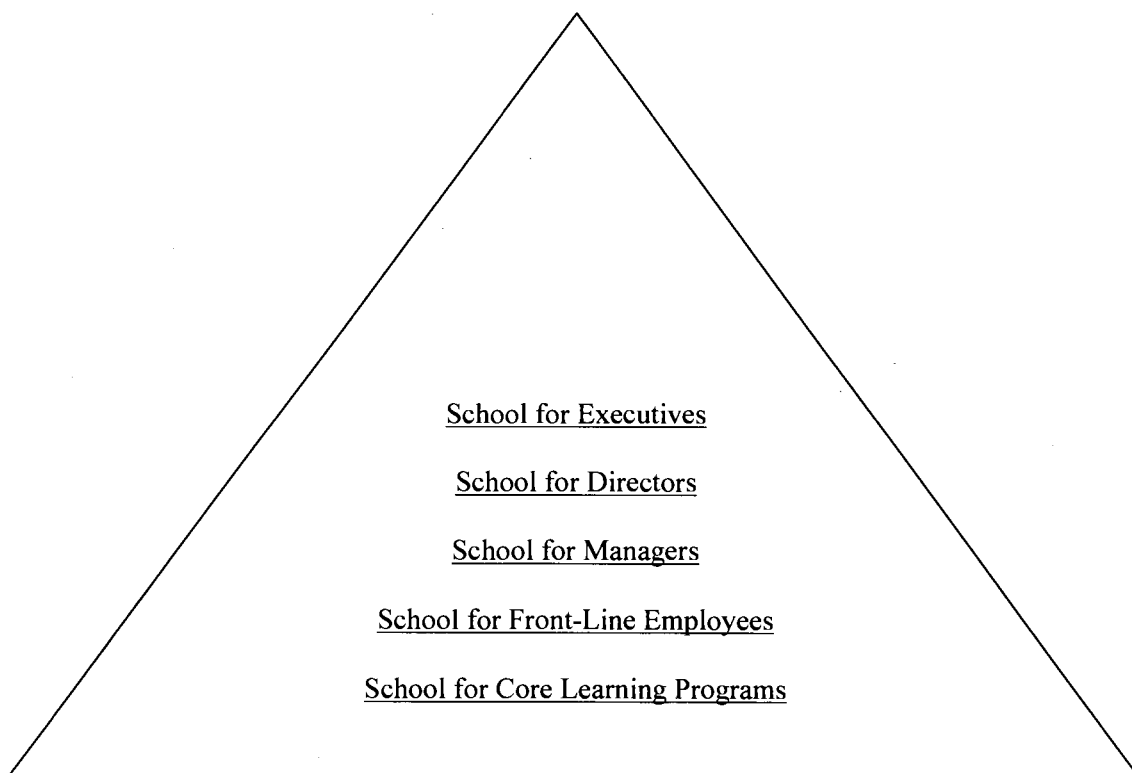 School for Executives
School for Directors
School for Managers
School for Front-Line Employees
School for Core Learning Programs